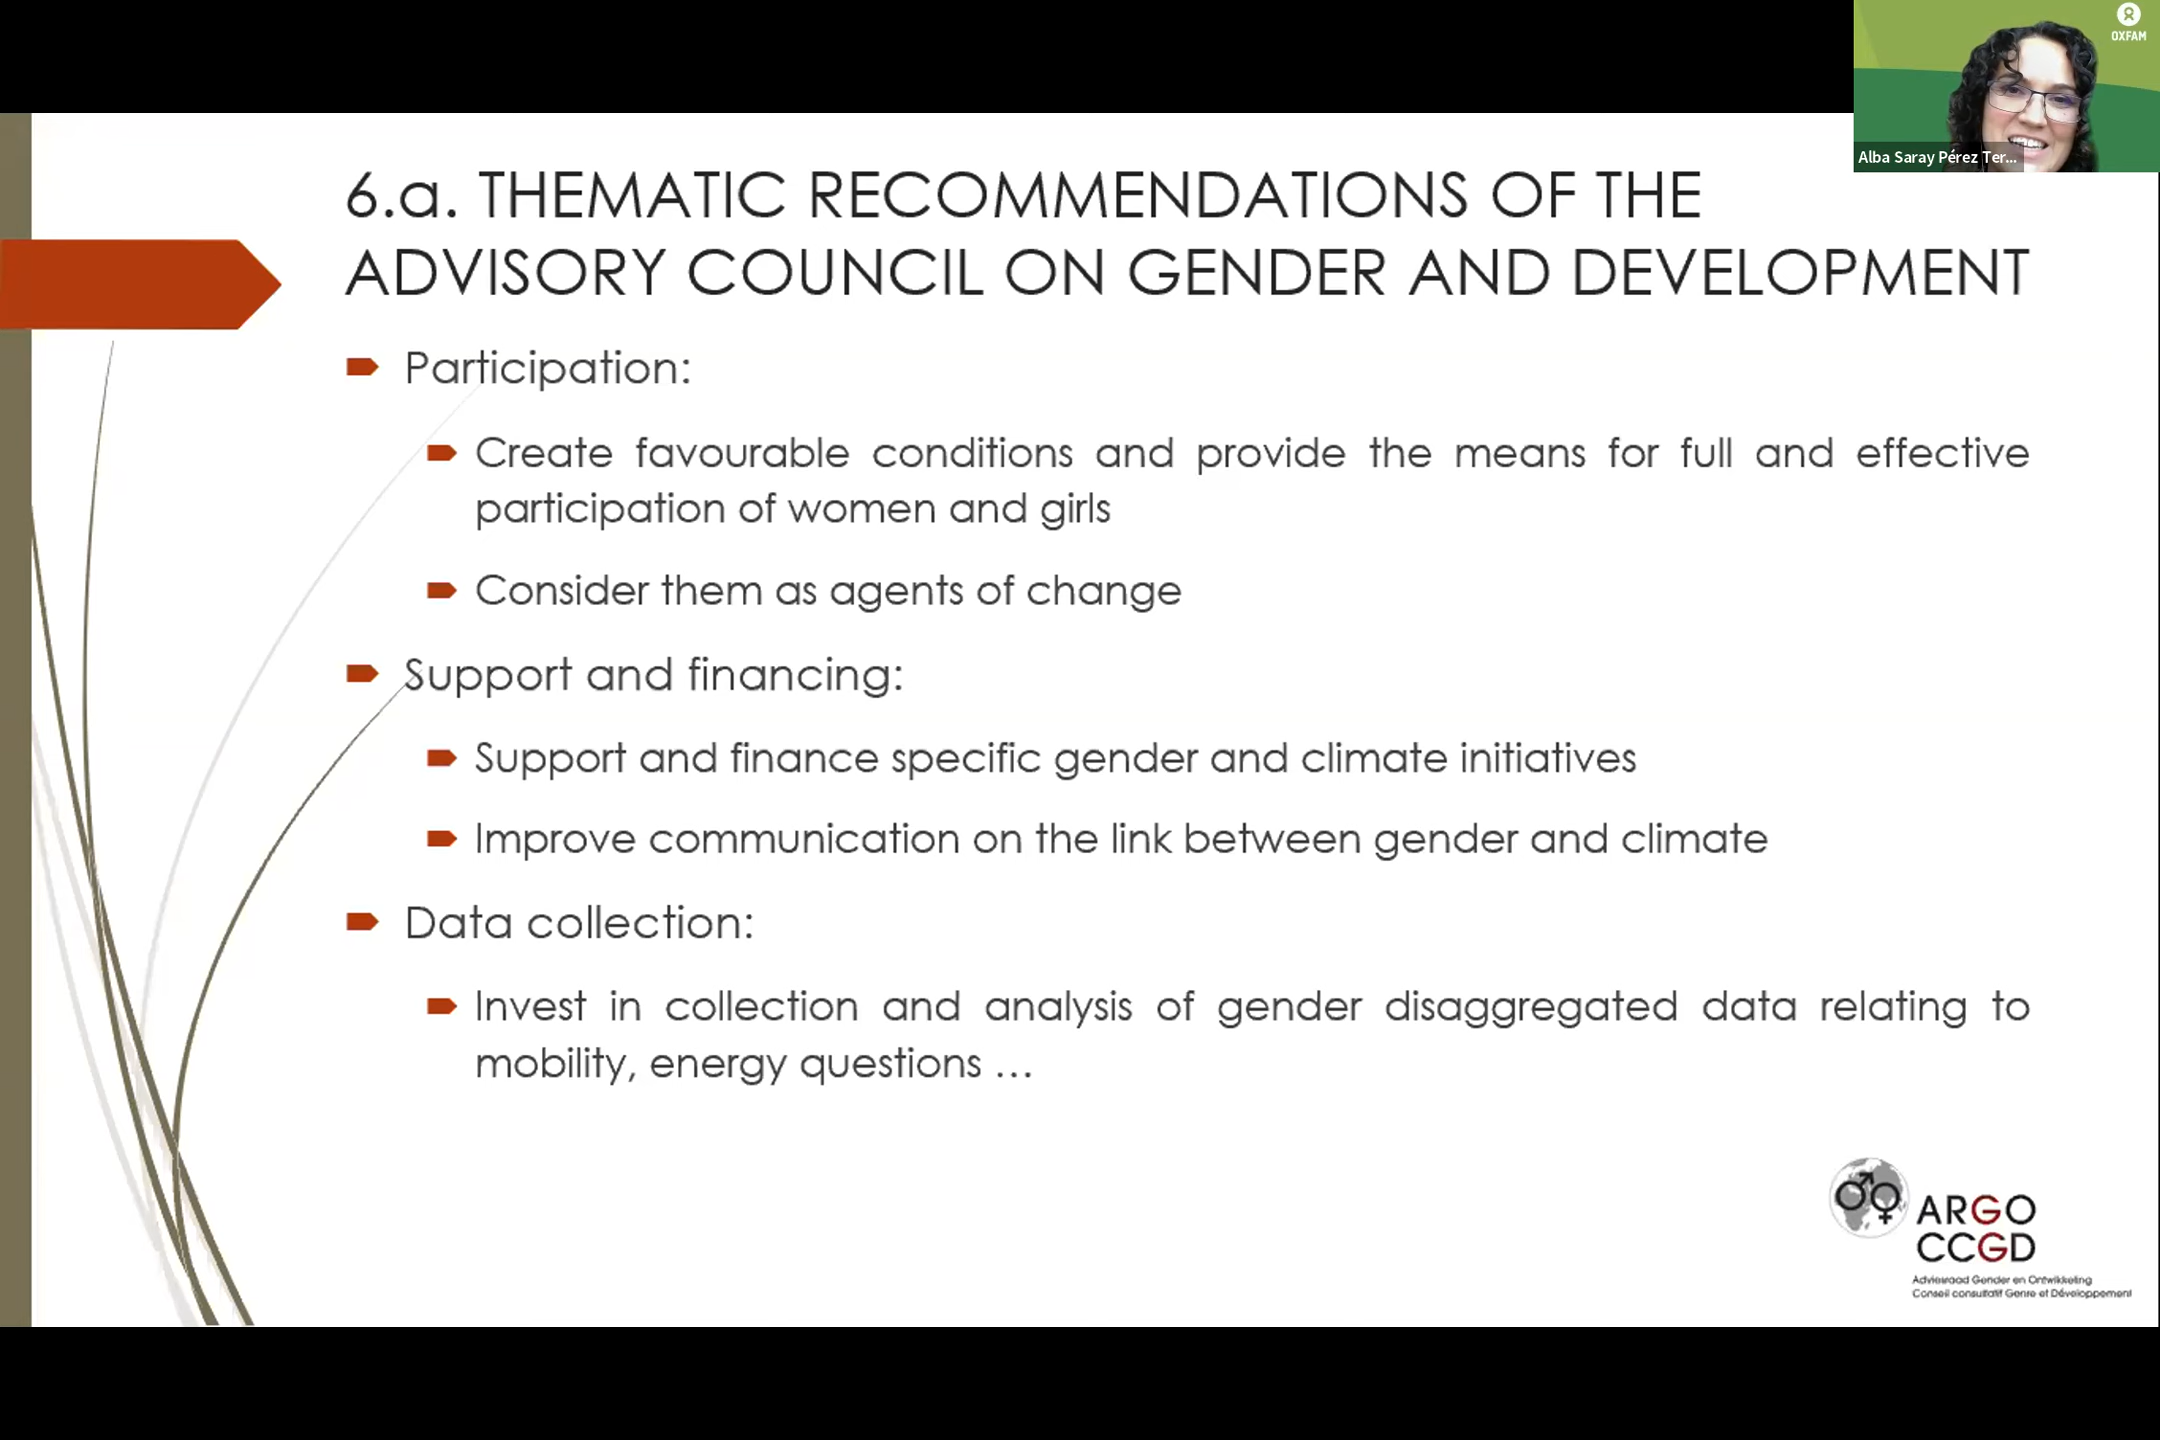 OXFAM
Alba Saray Pérez Ter...
6.a. THEMATIC RECOMMENDATIONS OF THE
ADVISORY COUNCIL ON GENDER AND DEVELOPMENT
Participation:
Create favourable conditions and provide the means for full and effective
participation of women and girls
Consider them as agents of change
Support and financing:
Support and finance specific gender and climate initiatives
Improve communication on the link between gender and climate
Data collection:
Invest in collection and analysis of gender disaggregated data relating to
mobility, energy questions …
ARGO
CCGD
Adviesraad Gender en Ontwikkeling
Conseil consultatif Genre et Développement